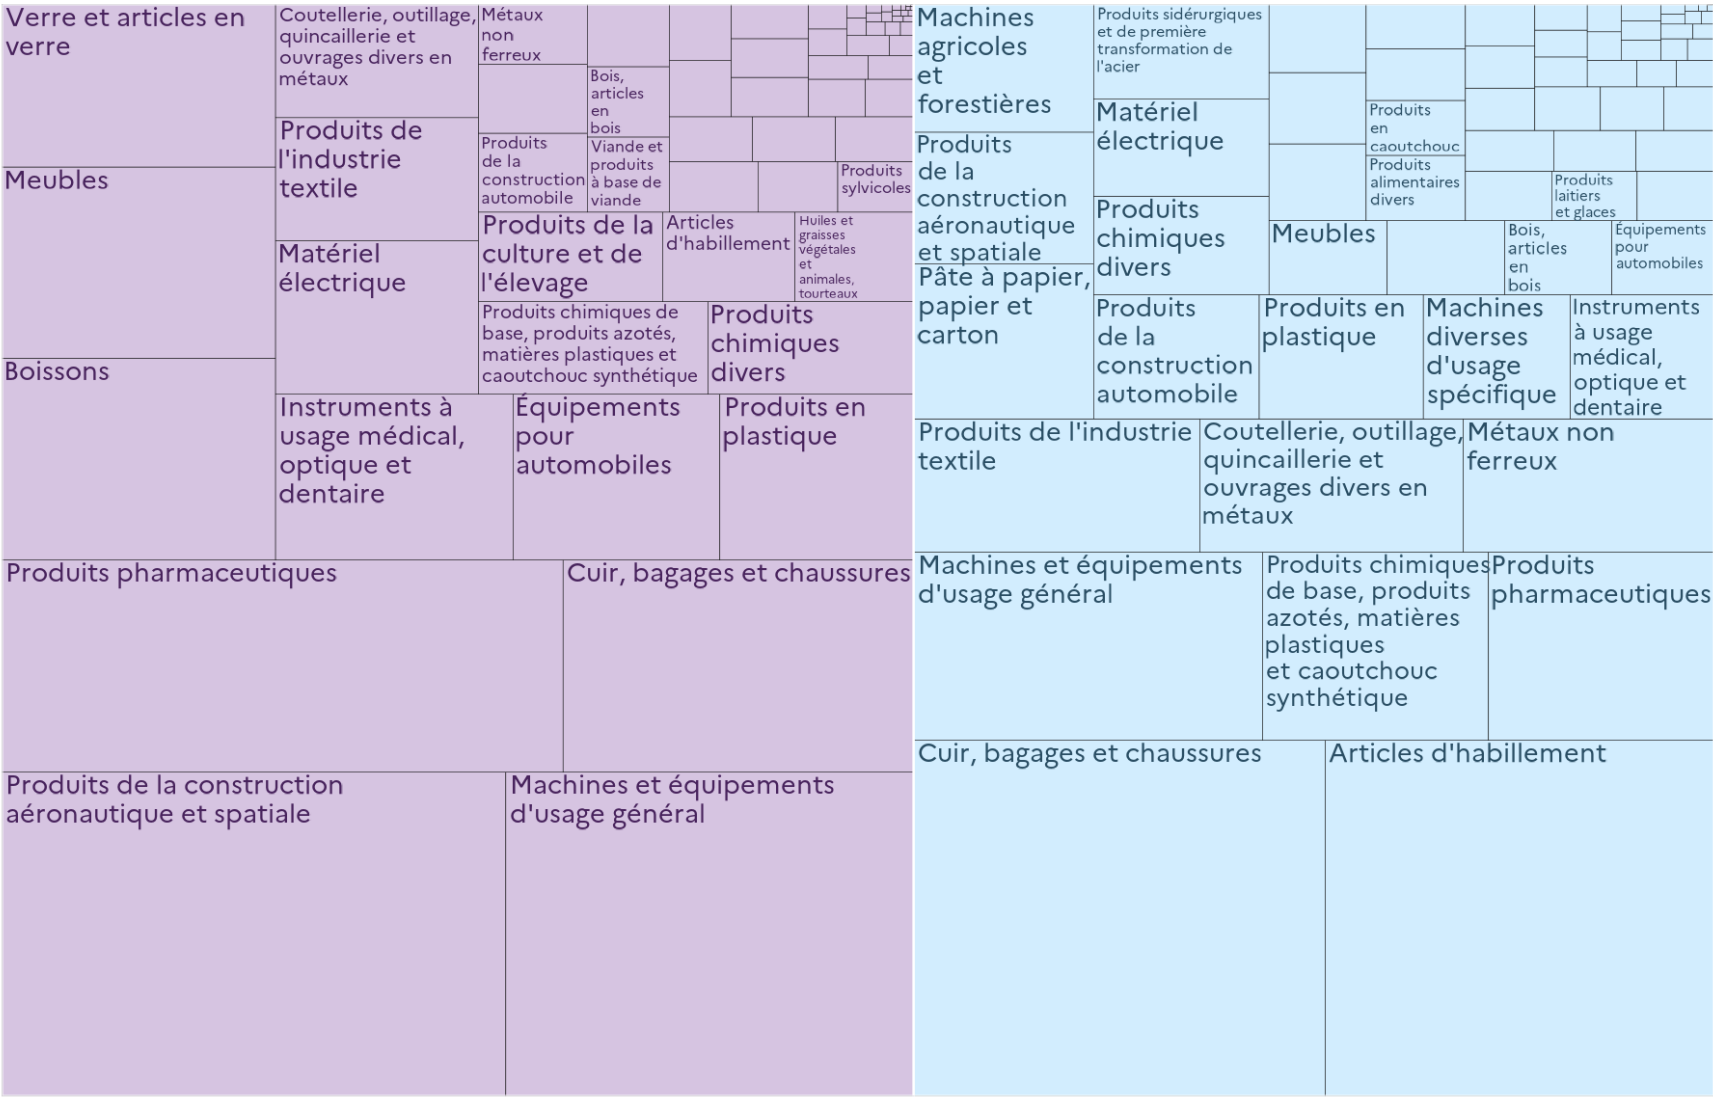 Verre et articles en
verre
Meubles
Boissons
Coutellerie, outillage,
quincaillerie et
ouvrages divers en
métaux
Produits de
l'industrie
textile
Matériel
électrique
Métaux
non
ferreux
Bois,
articles
en
bois
Produits
de la
construction
automobile
Viande et
produits
à base de
viande
Produits
sylvicoles
Produits de la
culture et de
l'élevage
Articles
d'habillement
Huiles et
graisses
végétales
et
animales,
tourteaux
Produits chimiques de
base, produits azotés,
matières plastiques et
caoutchouc synthétique
Produits
chimiques
divers
Instruments à
usage médical,
optique et
dentaire
Équipements
pour
automobiles
Produits en
plastique
Produits pharmaceutiques
Cuir, bagages et chaussures
Produits de la construction
aéronautique et spatiale
Machines et équipements
d'usage général
Machines
agricoles
et
forestières
Produits
de la
construction
aéronautique
et spatiale
Pâte à papier,
papier et
carton
Produits sidérurgiques
et de première
transformation de
l'acier
Matériel
électrique
Produits
chimiques
divers
Produits
en
caoutchouc
Produits
alimentaires
divers
Produits
laitiers
et glaces
Meubles
Bois,
articles
en
bois
Équipements
pour
automobiles
Produits
de la
construction
automobile
Produits en
plastique
Machines
diverses
d'usage
spécifique
Instruments
à usage
médical,
optique et
dentaire
Produits de l'industrie
textile
Coutellerie, outillage,
quincaillerie et
ouvrages divers en
métaux
Métaux non
ferreux
Machines et équipements
d'usage général
Produits chimiques
de base, produits
azotés, matières
plastiques
et caoutchouc
synthétique
Produits
pharmaceutiques
Cuir, bagages et chaussures
Articles d'habillement